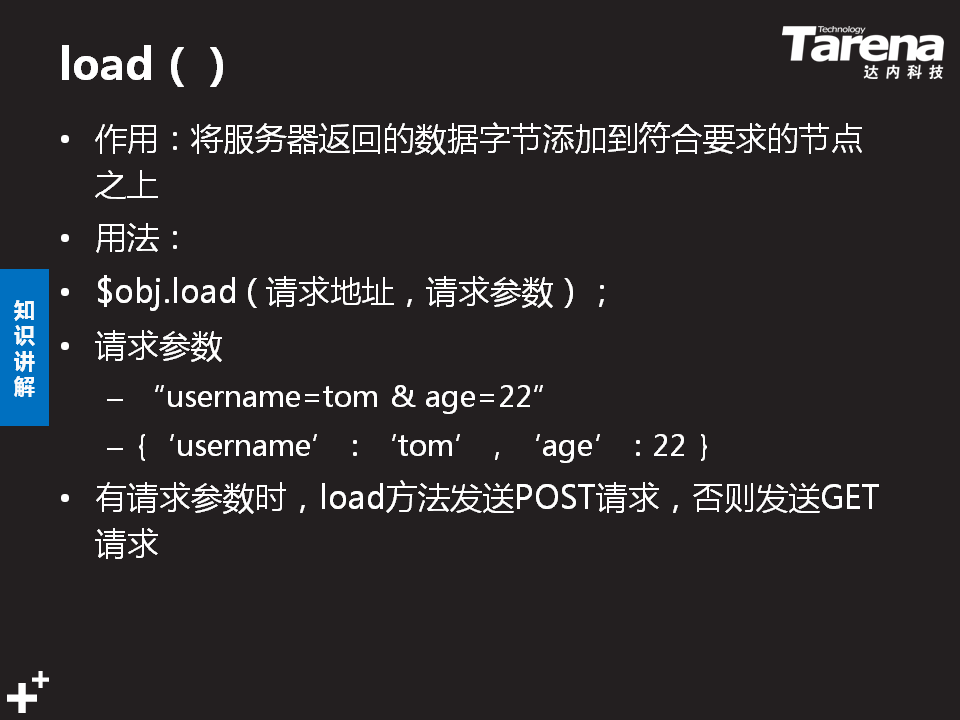 load（ ）
Technology
Tarena
达内科技
• 作用：将服务器返回的数据字节添加到符合要求的节点
之上
• 用法：
• $obj.load（请求地址，请求参数）；
• 请求参数
– “username=tom & age=22”
– {‘username’：‘tom’，‘age’：22 }
• 有请求参数时，load方法发送POST请求，否则发送GET
请求
知
识
讲
解